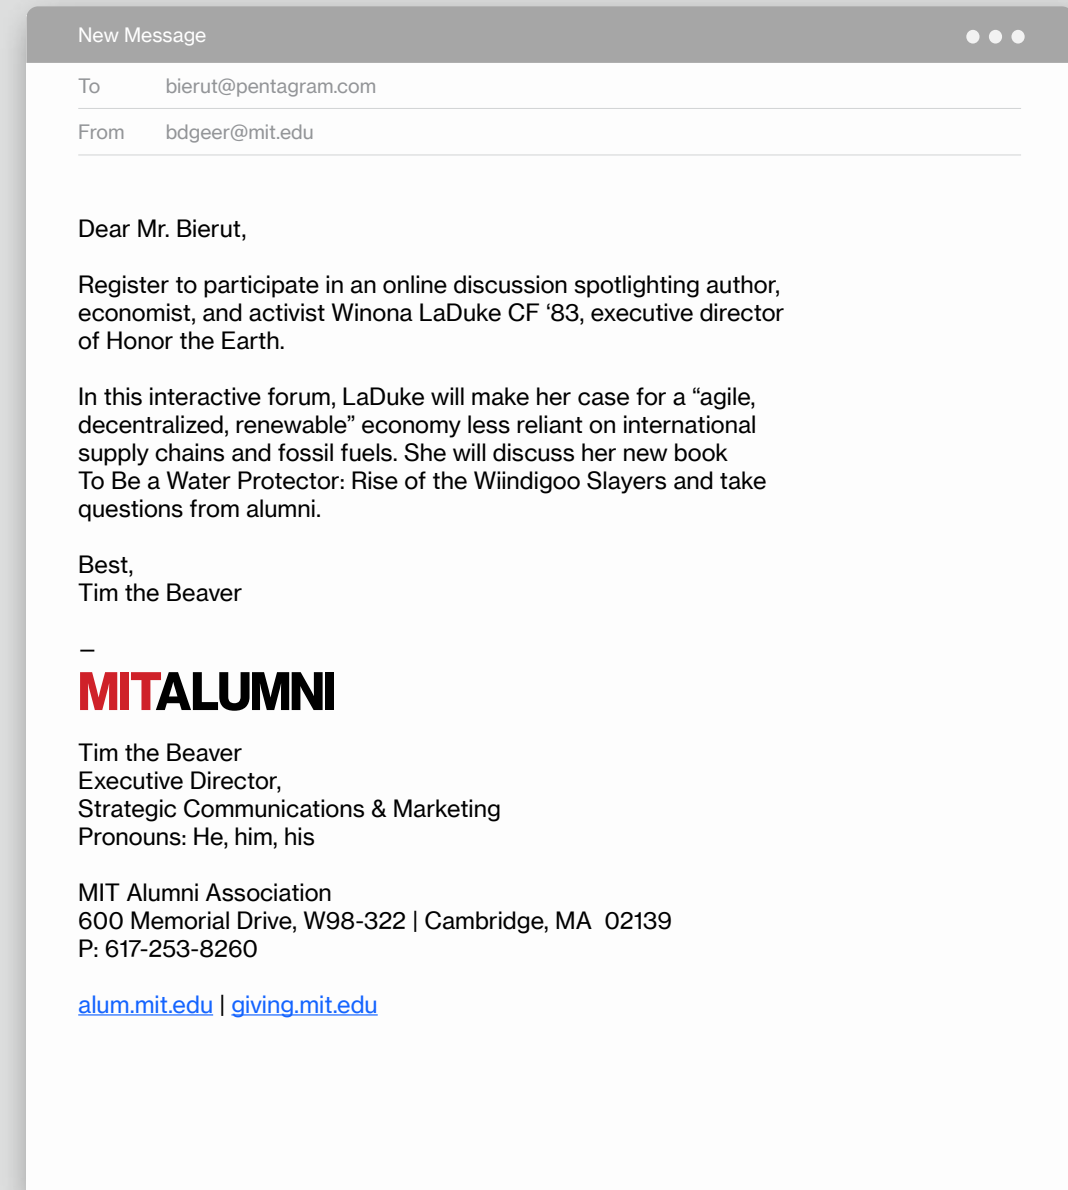 New Message
To bierut@pentagram.com
From bdgeer@mit.edu
Dear Mr. Bierut,
Register to participate in an online discussion spotlighting author,
economist, and activist Winona LaDuke CF ‘83, executive director
of Honor the Earth.
In this interactive forum, LaDuke will make her case for a “agile,
decentralized, renewable” economy less reliant on international
supply chains and fossil fuels. She will discuss her new book
To Be a Water Protector: Rise of the Wiindigoo Slayers and take
questions from alumni.
Best,
Tim the Beaver
–
MITALUMNI
Tim the Beaver
Executive Director,
Strategic Communications & Marketing
Pronouns: He, him, his
MIT Alumni Association
600 Memorial Drive, W98-322 | Cambridge, MA  02139
P: 617-253-8260
alum.mit.edu | giving.mit.edu